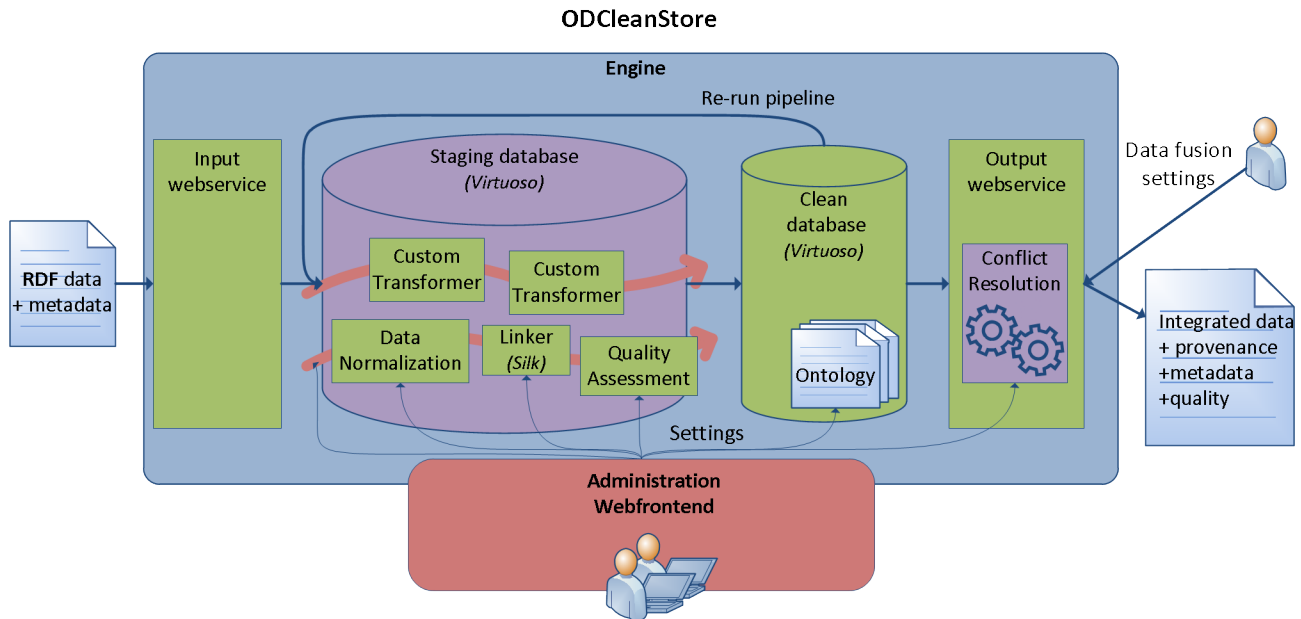 ODCleanStore
Engine
Re-run pipeline
Input
webservice
Staging database
(Virtuoso)
Clean
database
(Virtuoso)
Output
webservice
Data fusion
settings
RDF data
+ metadata
Custom
Transformer
Custom
Transformer
Conflict
Resolution
Data
Normalization
Linker
(Silk)
Quality
Assessment
Ontology
Integrated data
+ provenance
+metadata
+quality
Settings
Administration
Webfrontend